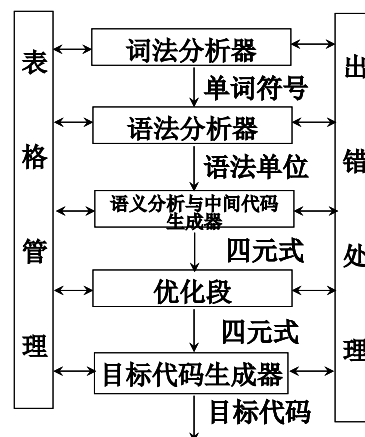 表格管理
词法分析器
单词符号
语法分析器
语法单位
语义分析与中间代码
生成器
四元式
优化段
四元式
目标代码生成器
目标代码
出错处理